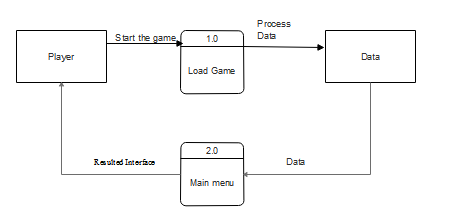 Process
Start the game
1.0
Data
Player
Load Game
Data
2.0
Resulted Interface
Data
Main menu